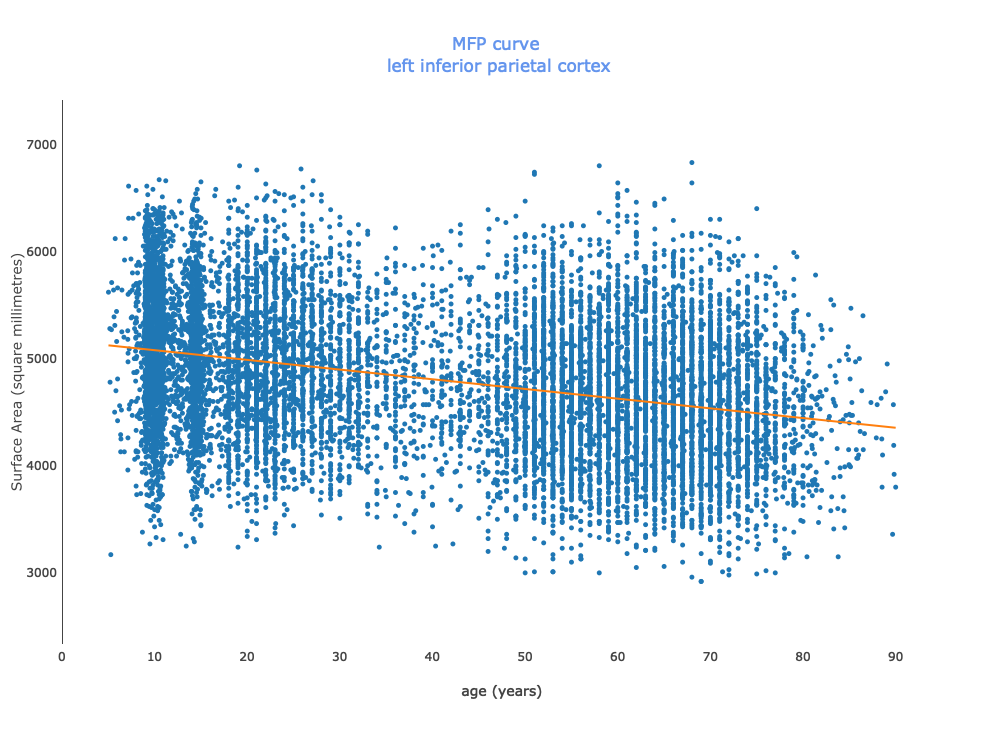 MFP curve
left inferior parietal cortex
Surface Area (square millimetres)
7000
6000
5000
4000
3000
0 10 20 30 40 50 60 70 80 90
age (years)